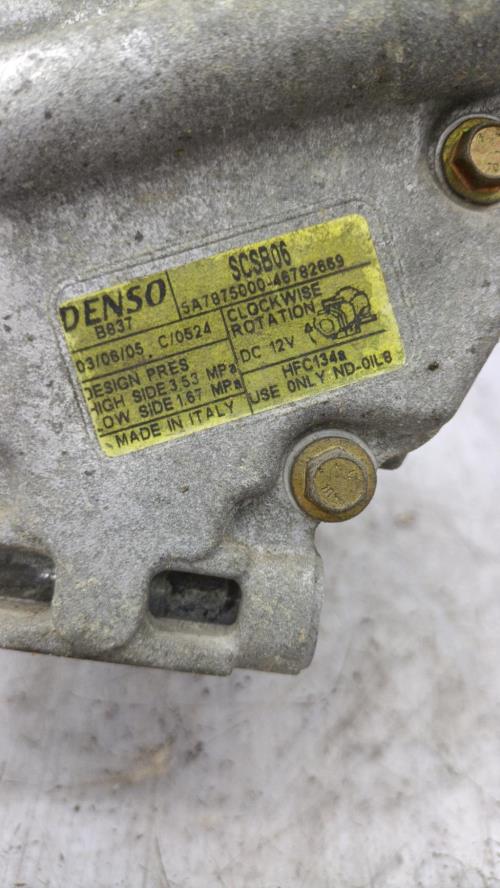 DENSO
B837
SCSB06
5A7875000-46782669
03/06/05 C/0524
CLOCKWISE
ROTATION
DESIGN PRES
HIGH SIDE 3.53 MPa
LOW SIDE 1.67 MPa
DC 12V
HFC134a
MADE IN ITALY
USE ONLY ND-OIL8